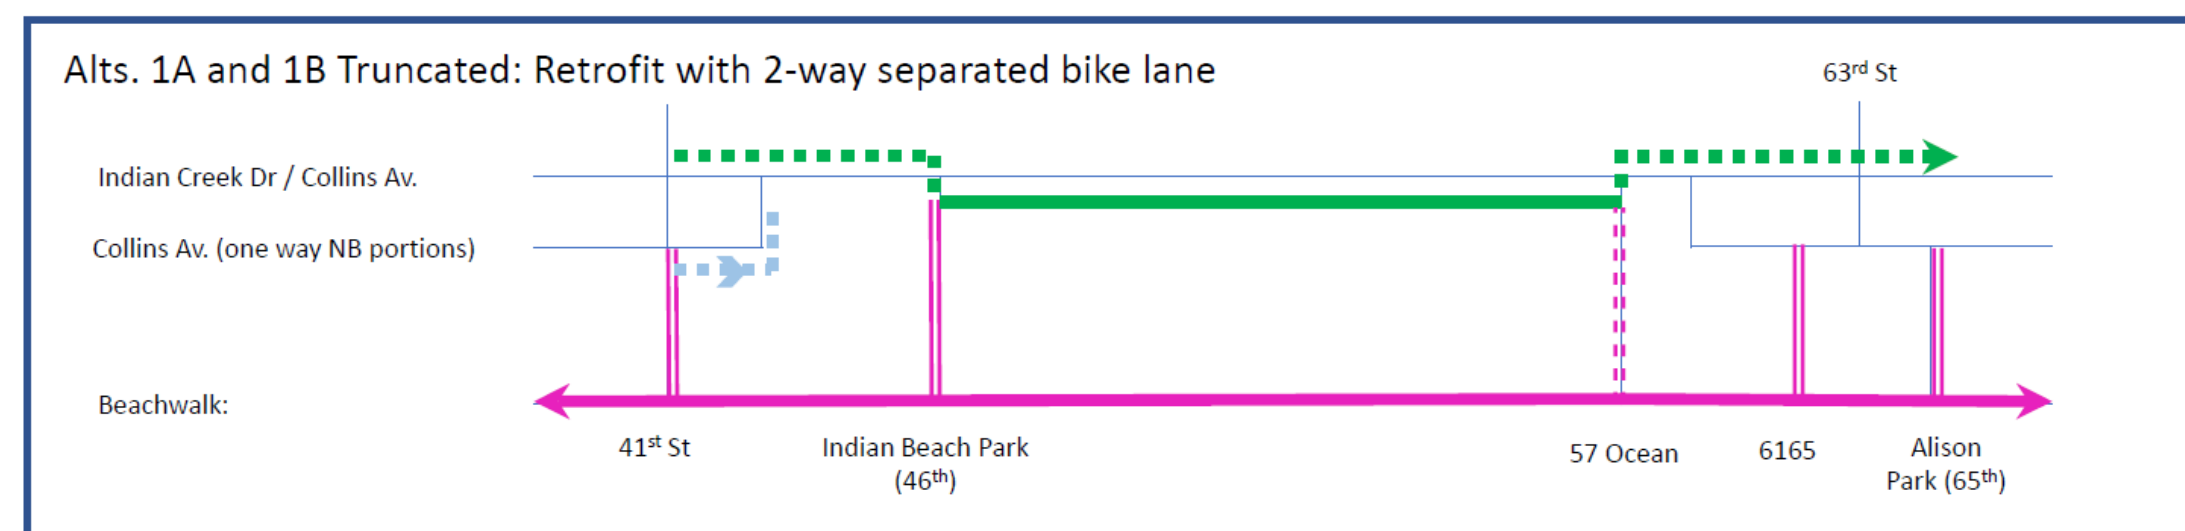 Alts. 1A and 1B Truncated: Retrofit with 2-way separated bike lane
63rd St
Indian Creek Dr / Collins Av.
Collins Av. (one way NB portions)
Beachwalk:
41st St
Indian Beach Park
(46th)
57 Ocean
6165
Alison
Park (65th)